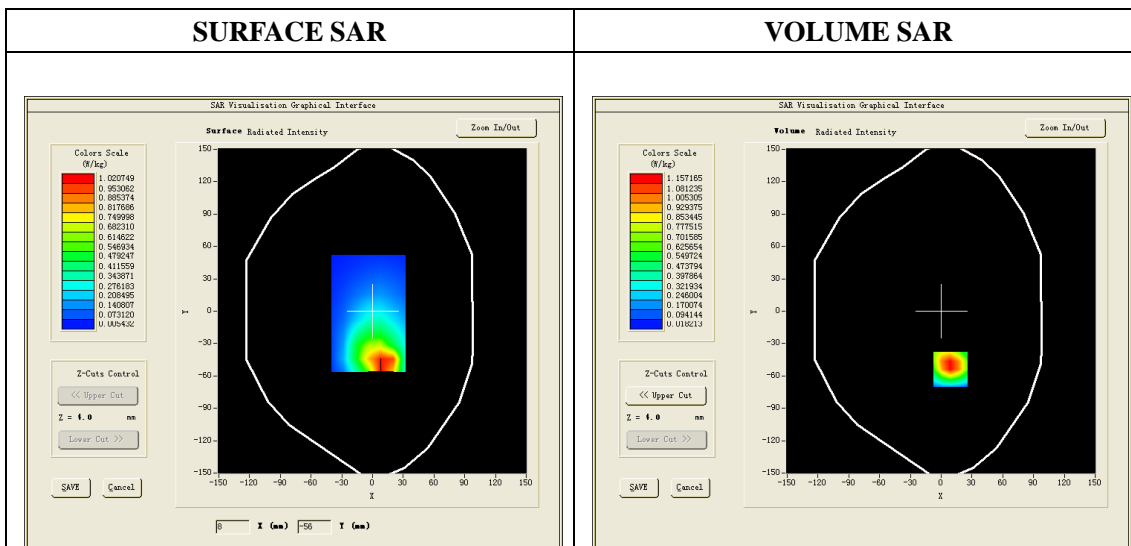 SURFACE SAR
VOLUME SAR
SAR Visualisation Graphical Interface
Surface Radiated Intensity
Zoom In/Out
Colors Scale
(W/kg)
1.020749
0.953062
0.885374
0.817686
0.749998
0.682310
0.614622
0.546934
0.479247
0.411559
0.343871
0.276183
0.208495
0.140807
0.073120
0.005432
150
120
90
60
30
0
-30
-60
-90
-120
-150
Y
-150 -120 -90 -60 -30 0 30 60 90 120 150
X
Z-Cuts Control
<< Upper Cut
Z = 4.0 mm
Lower Cut >>
SAVE Cancel
8 X (mm) -56 Y (mm)
SAR Visualisation Graphical Interface
Volume Radiated Intensity
Zoom In/Out
Colors Scale
(W/kg)
1.157165
1.081235
1.005305
0.929375
0.853445
0.777515
0.701585
0.625654
0.549724
0.473794
0.397864
0.321934
0.246004
0.170074
0.094144
0.018213
150
120
90
60
30
0
-30
-60
-90
-120
-150
Y
-150 -120 -90 -60 -30 0 30 60 90 120 150
X
Z-Cuts Control
<< Upper Cut
Z = 4.0 mm
Lower Cut >>
SAVE Cancel